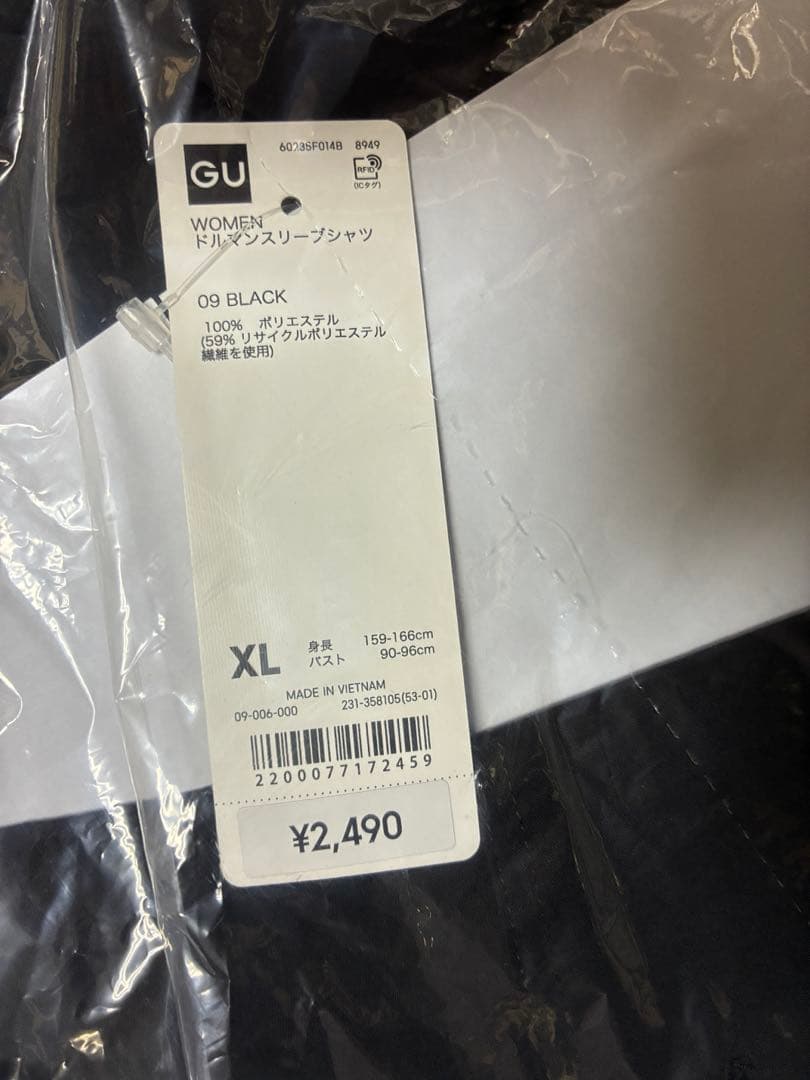 GU
6023SF014B 8949
RFID
(ICタグ)
WOMEN
ドルマンスリーブシャツ
09 BLACK
100% ポリエステル
(59% リサイクルポリエステル
繊維を使用)
XL
身長 159-166cm
バスト 90-96cm
MADE IN VIETNAM
09-006-000 231-358105(53-01)
2200077172459
¥2,490